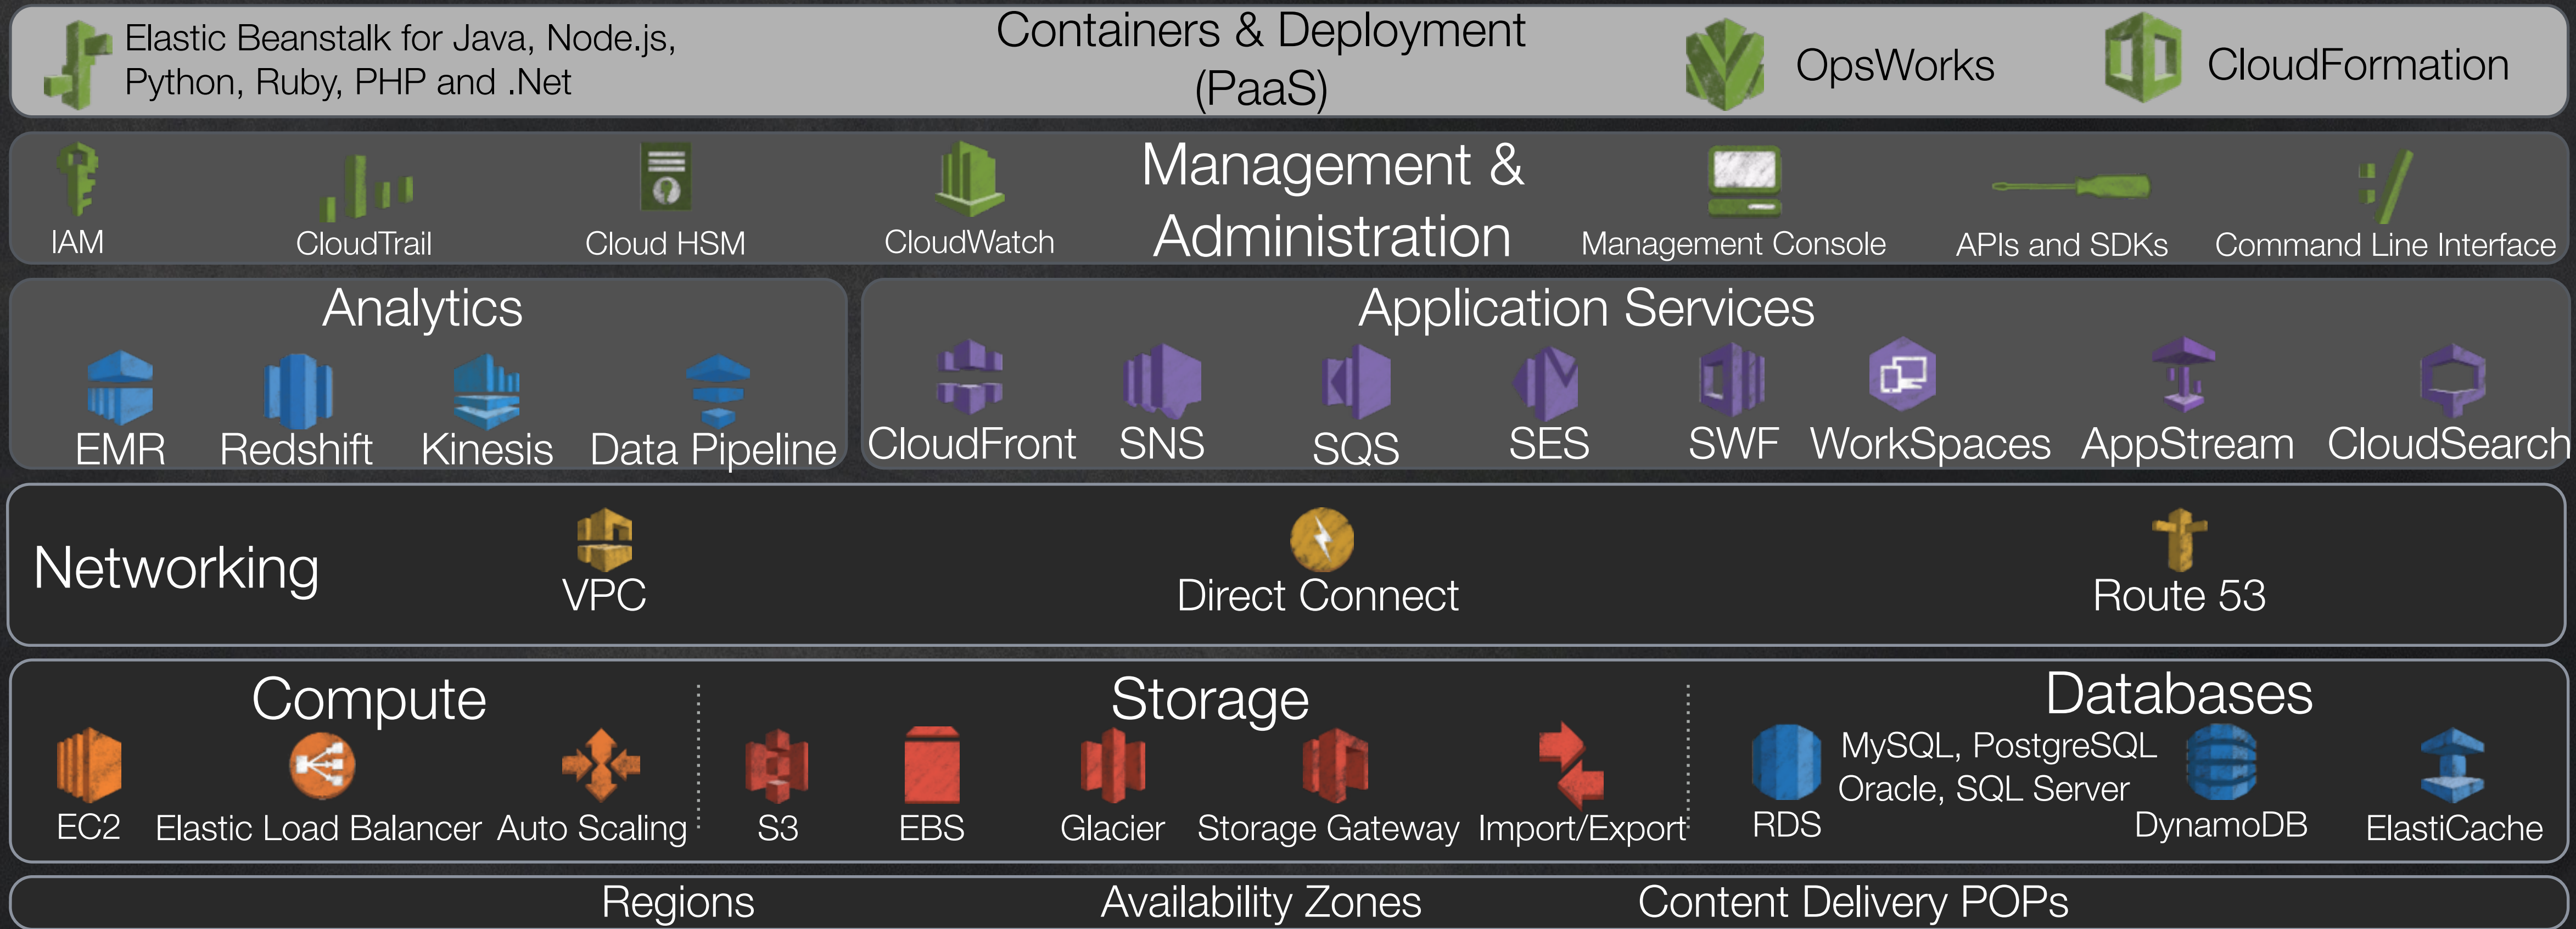 Elastic Beanstalk for Java, Node.js,
Python, Ruby, PHP and .Net
Containers & Deployment
(PaaS)
OpsWorks
CloudFormation
IAM
CloudTrail
Cloud HSM
CloudWatch
Management &
Administration
Management Console
APIs and SDKs
Command Line Interface
Analytics
EMR
Redshift
Kinesis
Data Pipeline
Application Services
CloudFront
SNS
SQS
SES
SWF
WorkSpaces
AppStream
CloudSearch
Networking
VPC
Direct Connect
Route 53
Compute
EC2
Elastic Load Balancer
Auto Scaling
Storage
S3
EBS
Glacier
Storage Gateway
Import/Export
Databases
MySQL, PostgreSQL
Oracle, SQL Server
RDS
DynamoDB
ElastiCache
Regions
Availability Zones
Content Delivery POPs